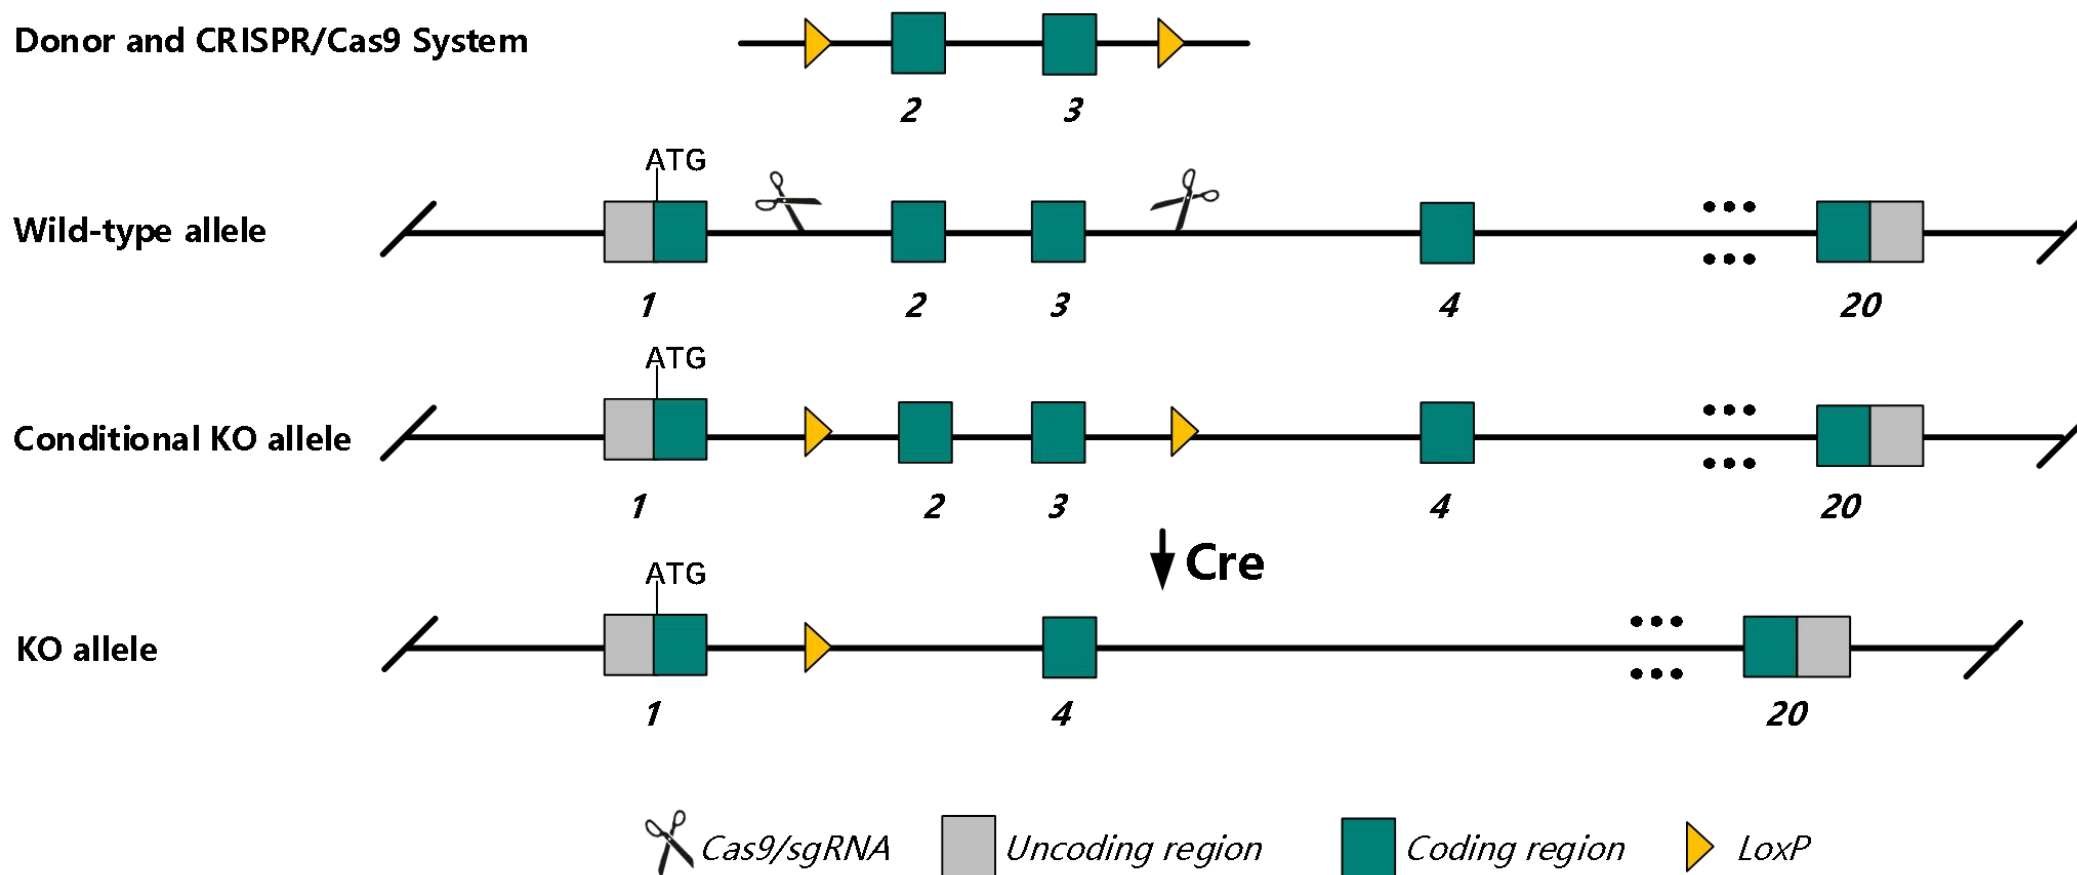 Donor and CRISPR/Cas9 System
2 3
ATG
Wild-type allele
1 2 3 4 20
ATG
Conditional KO allele
1 2 3 4 20
Cre
ATG
KO allele
1 4 20
Cas9/sgRNA Uncoding region Coding region LoxP